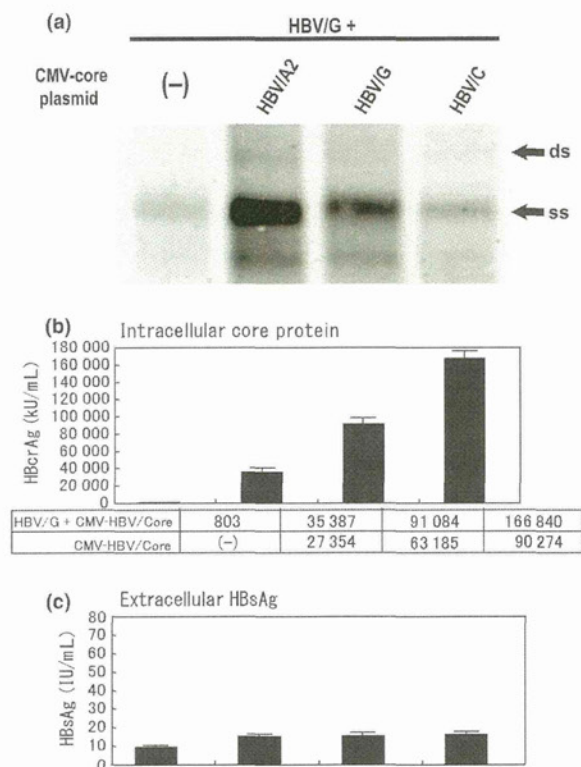 (a)
HBV/G +
CMV-core
plasmid
(-)
HBV/A2
HBV/G
HBV/C
ds
ss
(b)
Intracellular core protein
HBcrAg (kU/mL)
180 000
160 000
140 000
120 000
100 000
80 000
60 000
40 000
20 000
0
HBV/G + CMV-HBV/Core 803 35 387 91 084 166 840
CMV-HBV/Core (-) 27 354 63 185 90 274
(c)
Extracellular HBsAg
HBsAg (IU/mL)
80
70
60
50
40
30
20
10
0